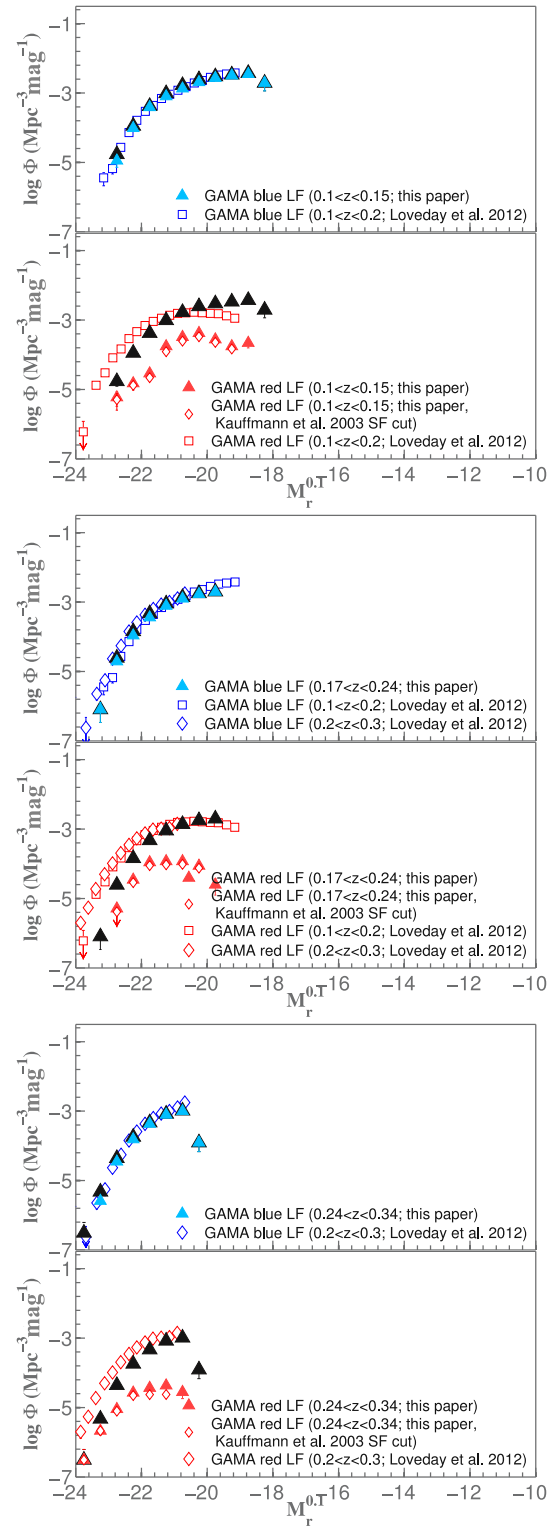 −1
−3
−5
−7
log Φ (Mpc⁻³mag⁻¹)
GAMA blue LF (0.1<z<0.15; this paper)
GAMA blue LF (0.1<z<0.2; Loveday et al. 2012)
−1
−3
−5
−7
log Φ (Mpc⁻³mag⁻¹)
GAMA red LF (0.1<z<0.15; this paper)
GAMA red LF (0.1<z<0.15; this paper,
Kauffmann et al. 2003 SF cut)
GAMA red LF (0.1<z<0.2; Loveday et al. 2012)
−24 −22 −20 −18 −16 −14 −12 −10
M_r^0.1
−1
−3
−5
−7
log Φ (Mpc⁻³mag⁻¹)
GAMA blue LF (0.17<z<0.24; this paper)
GAMA blue LF (0.1<z<0.2; Loveday et al. 2012)
GAMA blue LF (0.2<z<0.3; Loveday et al. 2012)
−1
−3
−5
−7
log Φ (Mpc⁻³mag⁻¹)
GAMA red LF (0.17<z<0.24; this paper)
GAMA red LF (0.17<z<0.24; this paper,
Kauffmann et al. 2003 SF cut)
GAMA red LF (0.1<z<0.2; Loveday et al. 2012)
GAMA red LF (0.2<z<0.3; Loveday et al. 2012)
−24 −22 −20 −18 −16 −14 −12 −10
M_r^0.1
−1
−3
−5
−7
log Φ (Mpc⁻³mag⁻¹)
GAMA blue LF (0.24<z<0.34; this paper)
GAMA blue LF (0.2<z<0.3; Loveday et al. 2012)
−1
−3
−5
−7
log Φ (Mpc⁻³mag⁻¹)
GAMA red LF (0.24<z<0.34; this paper)
GAMA red LF (0.24<z<0.34; this paper,
Kauffmann et al. 2003 SF cut)
GAMA red LF (0.2<z<0.3; Loveday et al. 2012)
−24 −22 −20 −18 −16 −14 −12 −10
M_r^0.1